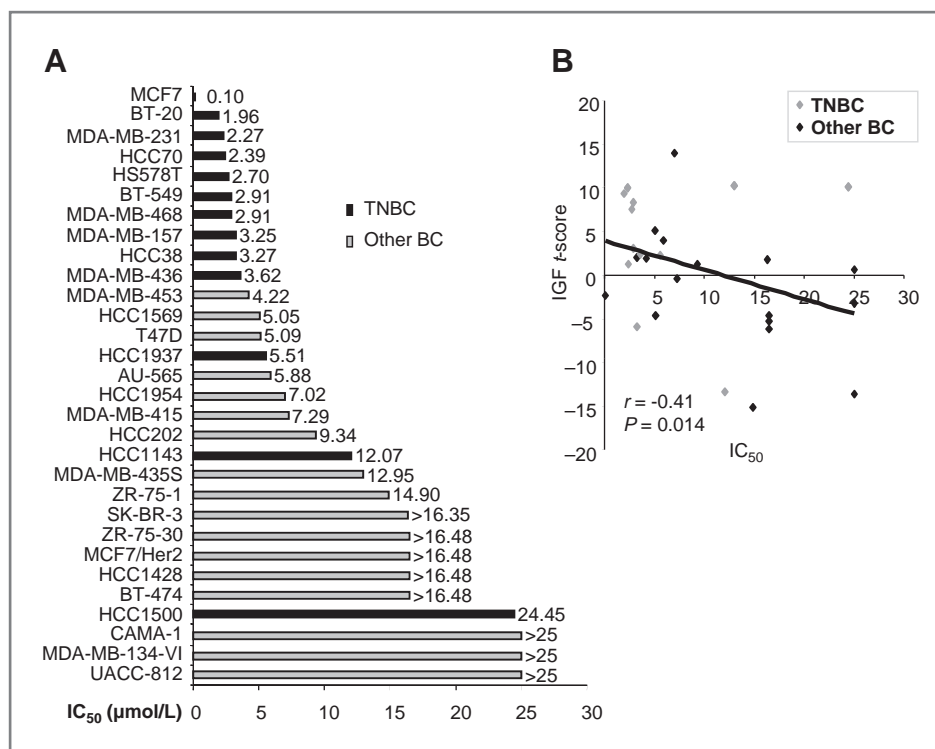 A
MCF7 0.10
BT-20 1.96
MDA-MB-231 2.27
HCC70 2.39
HS578T 2.70
BT-549 2.91
MDA-MB-468 2.91
MDA-MB-157 3.25
HCC38 3.27
MDA-MB-436 3.62
MDA-MB-453 4.22
HCC1569 5.05
T47D 5.09
HCC1937 5.51
AU-565 5.88
HCC1954 7.02
MDA-MB-415 7.29
HCC202 9.34
HCC1143 12.07
MDA-MB-435S 12.95
ZR-75-1 14.90
SK-BR-3 >16.35
ZR-75-30 >16.48
MCF7/Her2 >16.48
HCC1428 >16.48
BT-474 >16.48
HCC1500 24.45
CAMA-1 >25
MDA-MB-134-VI >25
UACC-812 >25
IC₅₀ (µmol/L) 0 5 10 15 20 25 30
TNBC
Other BC
B
TNBC
Other BC
IGF t-score
20
15
10
5
0
–5
–10
–15
–20
5 10 15 20 25 30
r = -0.41
P = 0.014
IC₅₀